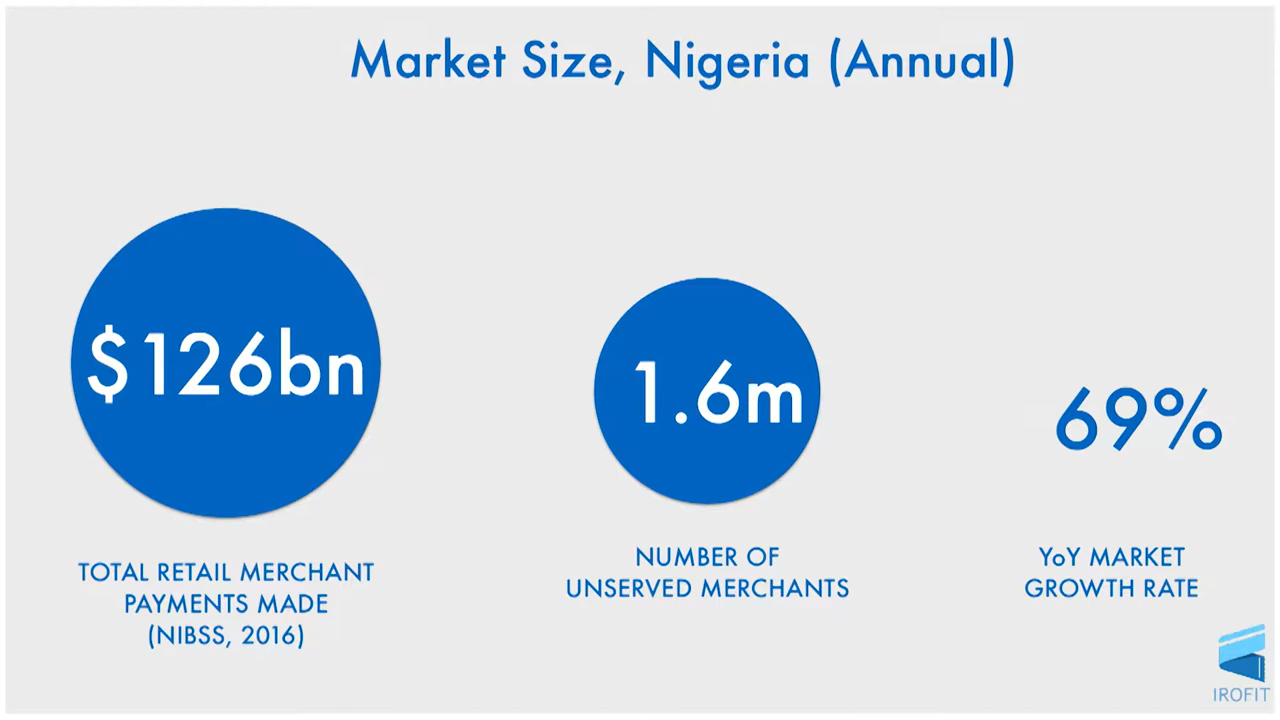 Market Size, Nigeria (Annual)
$126bn
1.6m
69%
TOTAL RETAIL MERCHANT
PAYMENTS MADE
(NIBSS, 2016)
NUMBER OF
UNSERVED MERCHANTS
YoY MARKET
GROWTH RATE
IROFIT